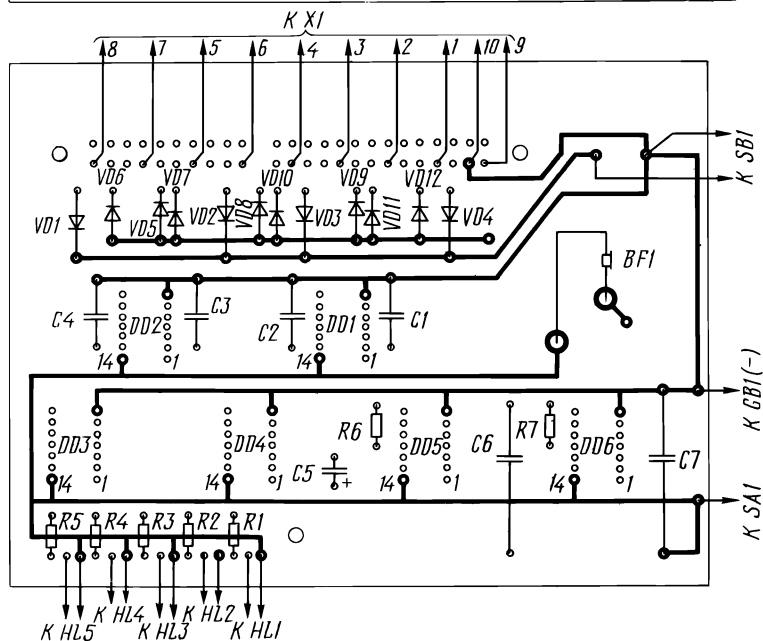 К X1
8 7 5 6 4 3 2 1 10 9
К SB1
VD6 VD7 VD10 VD9 VD12
VD1 VD5 VD2 VD8 VD3 VD11 VD4
BF1
C4 DD2 C3 C2 DD1 C1
14 1 14 1
К GB1(−)
DD3 DD4 R6 DD5 C6 R7 DD6 C7
C5
+
14 1 14 1 14 1 14 1
К SA1
R5 R4 R3 R2 R1
К HL5 К HL4 К HL3 К HL2 К HL1